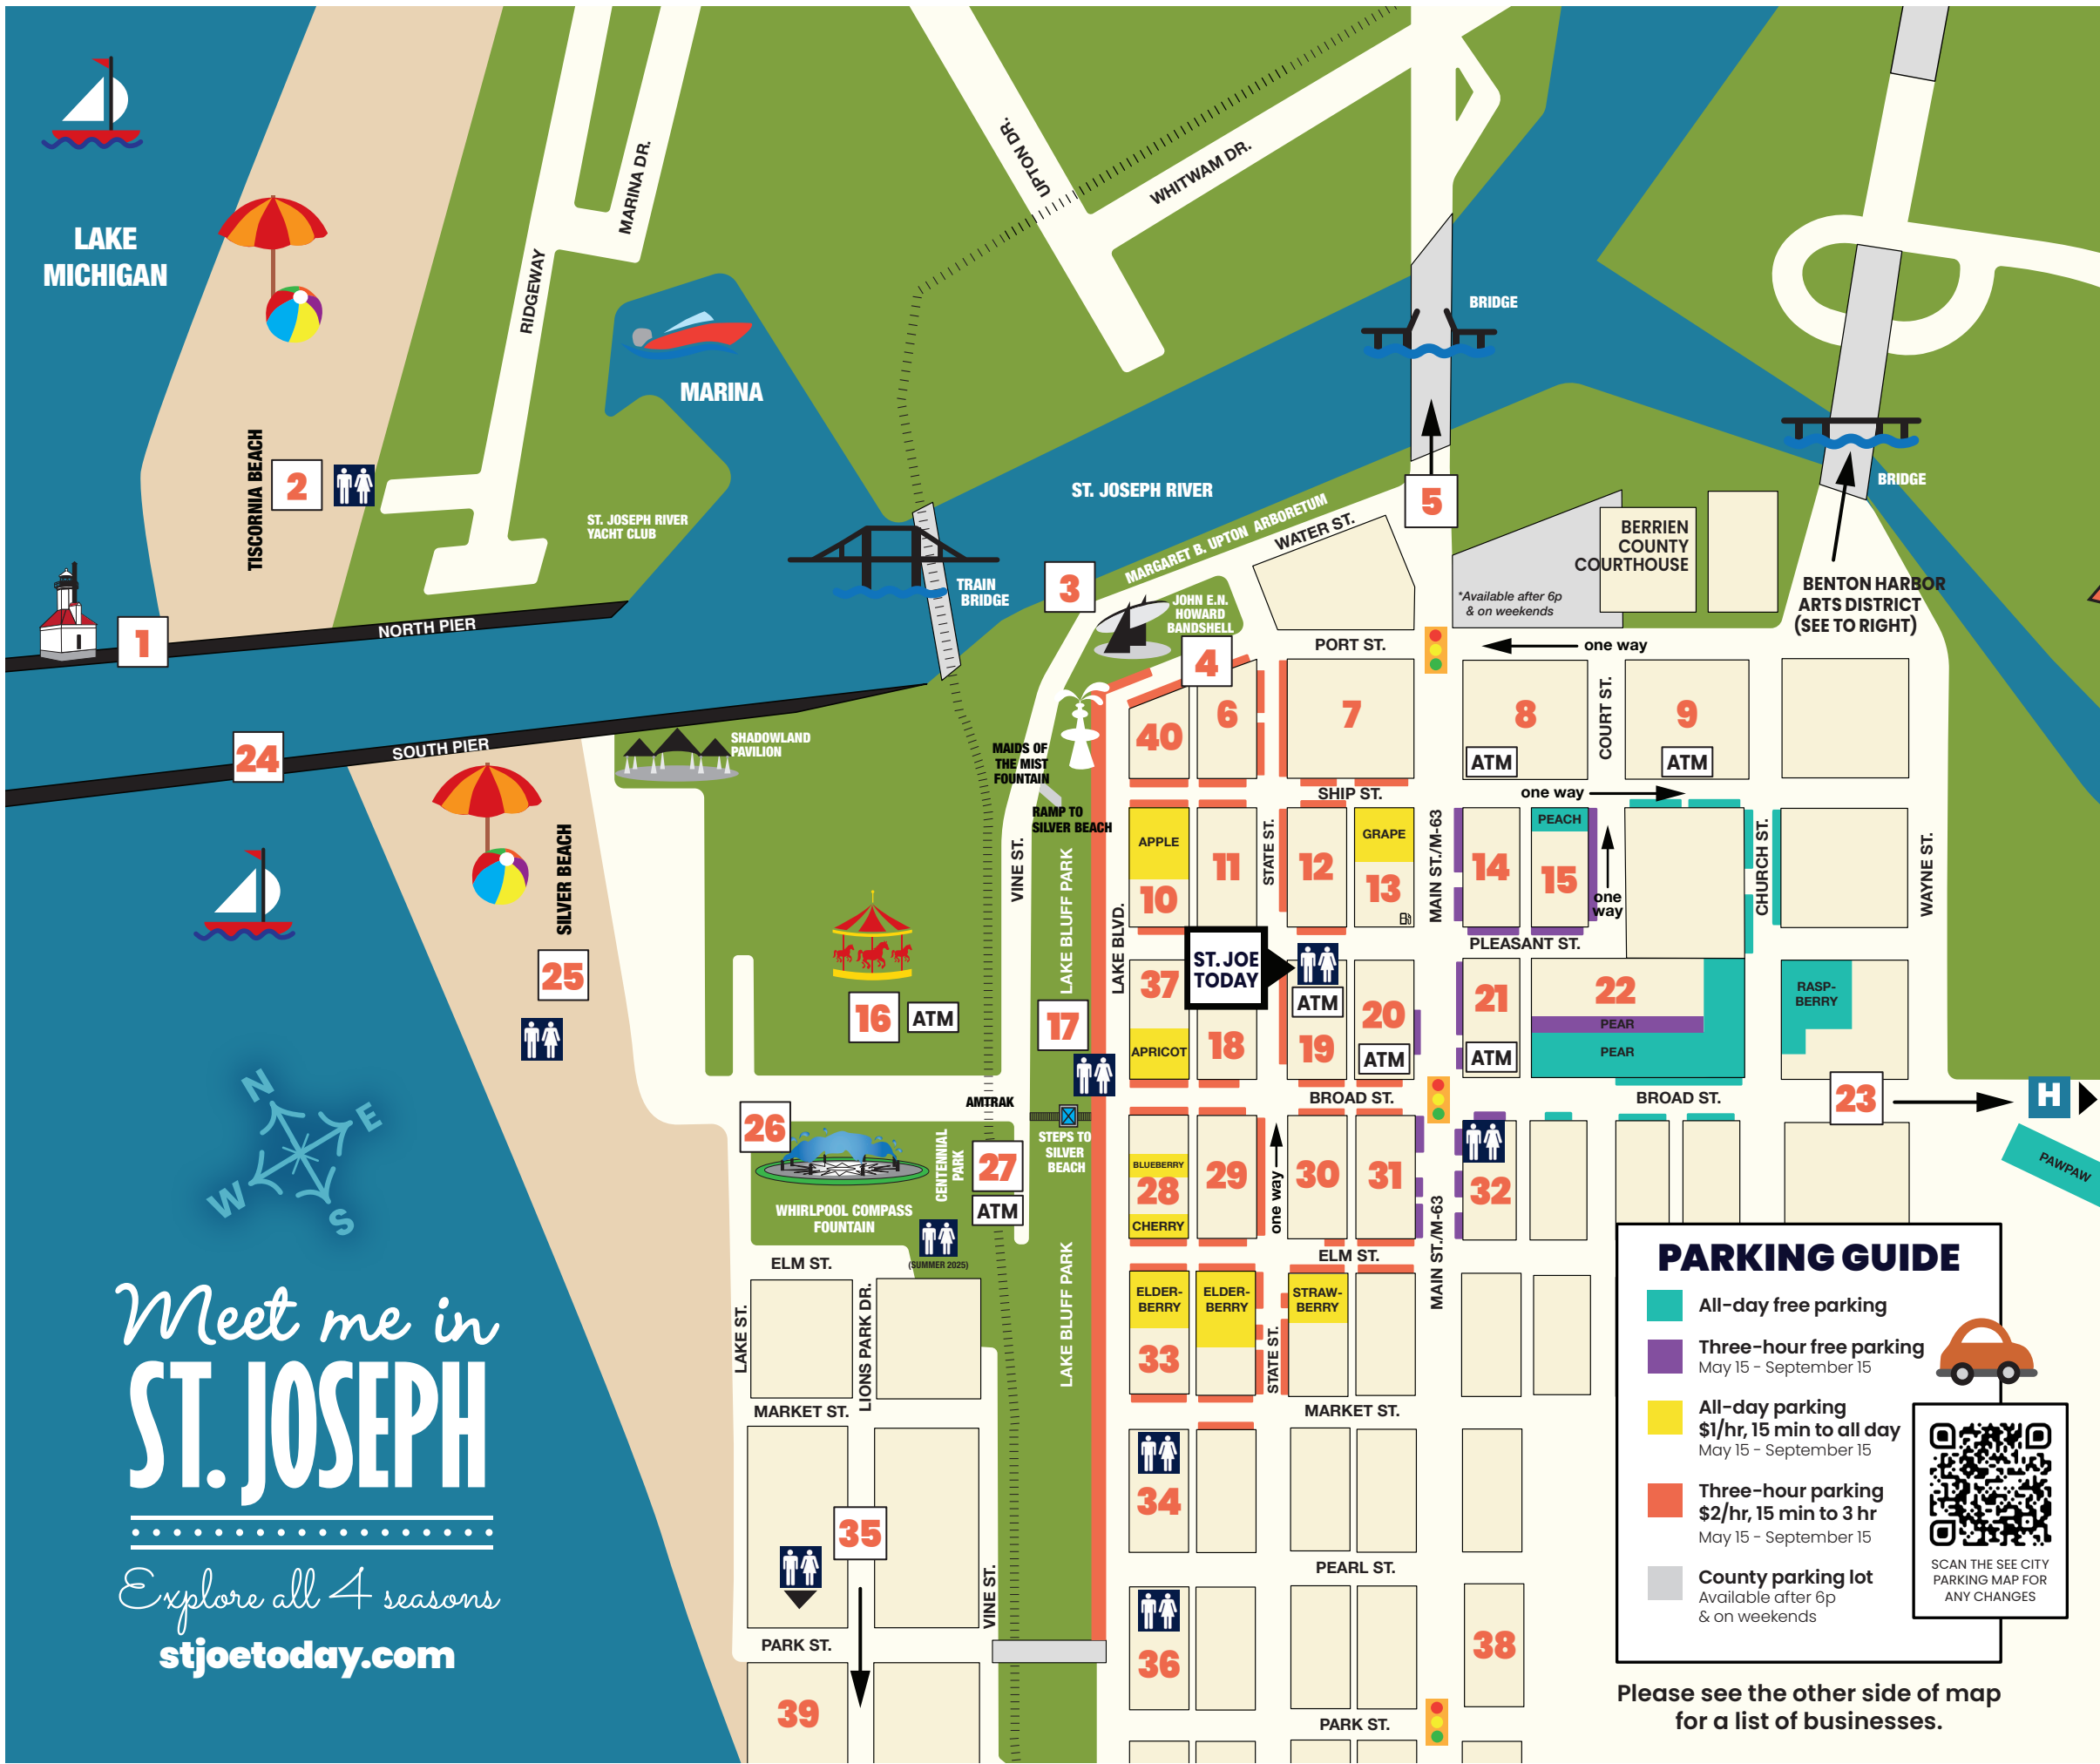 LAKE
MICHIGAN
RIDGEWAY
MARINA DR.
UPTON DR.
WHITWAM DR.
BRIDGE
MARINA
TISCORNIA BEACH
2
ST. JOSEPH RIVER
YACHT CLUB
ST. JOSEPH RIVER
5
BRIDGE
TRAIN
BRIDGE
3
MARGARET B. UPTON ARBORETUM
WATER ST.
BERRIEN
COUNTY
COURTHOUSE
*Available after 6p
& on weekends
BENTON HARBOR
ARTS DISTRICT
(SEE TO RIGHT)
JOHN E.N.
HOWARD
BANDSHELL
1
NORTH PIER
4
PORT ST.
one way
24
SOUTH PIER
SHADOWLAND
PAVILION
MAIDS OF
THE MIST
FOUNTAIN
40
6
7
8
ATM
COURT ST.
9
ATM
RAMP TO
SILVER BEACH
SHIP ST.
one way
SILVER BEACH
VINE ST.
LAKE BLUFF PARK
LAKE BLVD.
APPLE
10
11
STATE ST.
12
GRAPE
13
MAIN ST./M-63
14
PEACH
15
one
way
CHURCH ST.
WAYNE ST.
PLEASANT ST.
25
16
ATM
17
37
APRICOT
ST. JOE
TODAY
18
ATM
19
20
ATM
21
ATM
22
PEAR
PEAR
RASP-
BERRY
BROAD ST.
BROAD ST.
23
H
PAWPAW
AMTRAK
26
CENTENNIAL
PARK
27
ATM
STEPS TO
SILVER
BEACH
WHIRLPOOL COMPASS
FOUNTAIN
(SUMMER 2025)
BLUEBERRY
28
CHERRY
29
one way
30
31
MAIN ST./M-63
32
N
E
W
S
ELM ST.
ELM ST.
LAKE ST.
LIONS PARK DR.
LAKE BLUFF PARK
ELDER-
BERRY
33
ELDER-
BERRY
STATE ST.
STRAW-
BERRY
MARKET ST.
MARKET ST.
34
35
VINE ST.
PEARL ST.
36
38
PARK ST.
39
PARK ST.
Meet me in
ST. JOSEPH
Explore all 4 seasons
stjoetoday.com
PARKING GUIDE
All-day free parking
Three-hour free parking
May 15 - September 15
All-day parking
$1/hr, 15 min to all day
May 15 - September 15
Three-hour parking
$2/hr, 15 min to 3 hr
May 15 - September 15
County parking lot
Available after 6p
& on weekends
SCAN THE SEE CITY
PARKING MAP FOR
ANY CHANGES
Please see the other side of map
for a list of businesses.